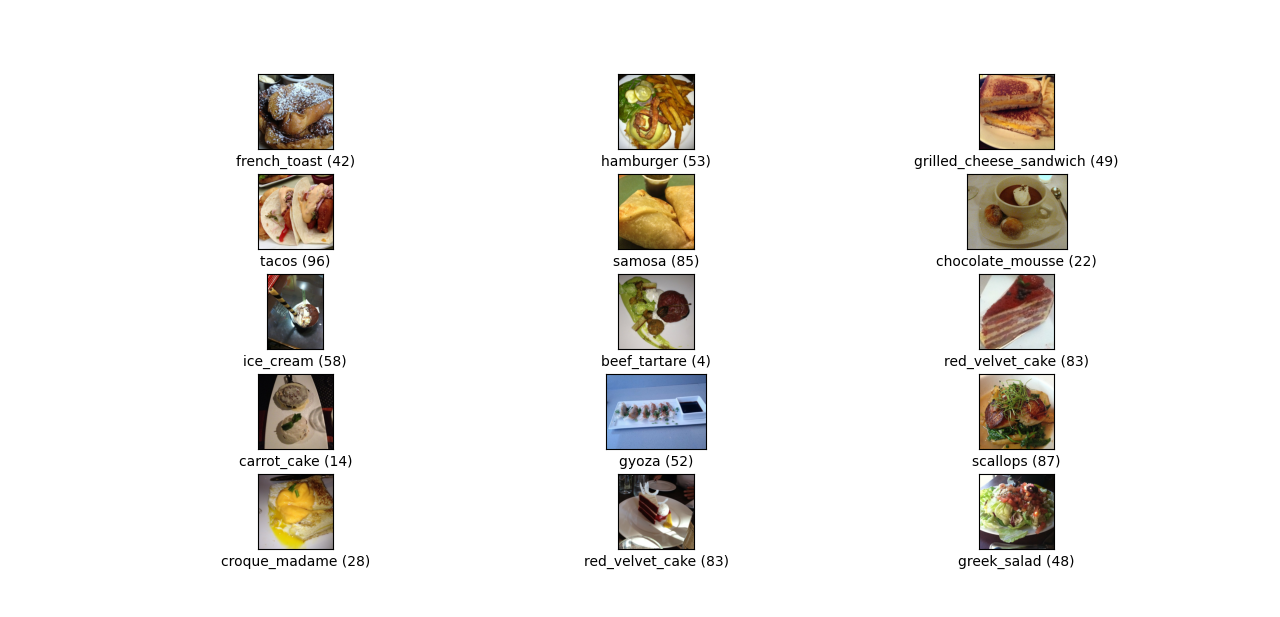 french_toast (42)
hamburger (53)
grilled_cheese_sandwich (49)
tacos (96)
samosa (85)
chocolate_mousse (22)
ice_cream (58)
beef_tartare (4)
red_velvet_cake (83)
carrot_cake (14)
gyoza (52)
scallops (87)
croque_madame (28)
red_velvet_cake (83)
greek_salad (48)